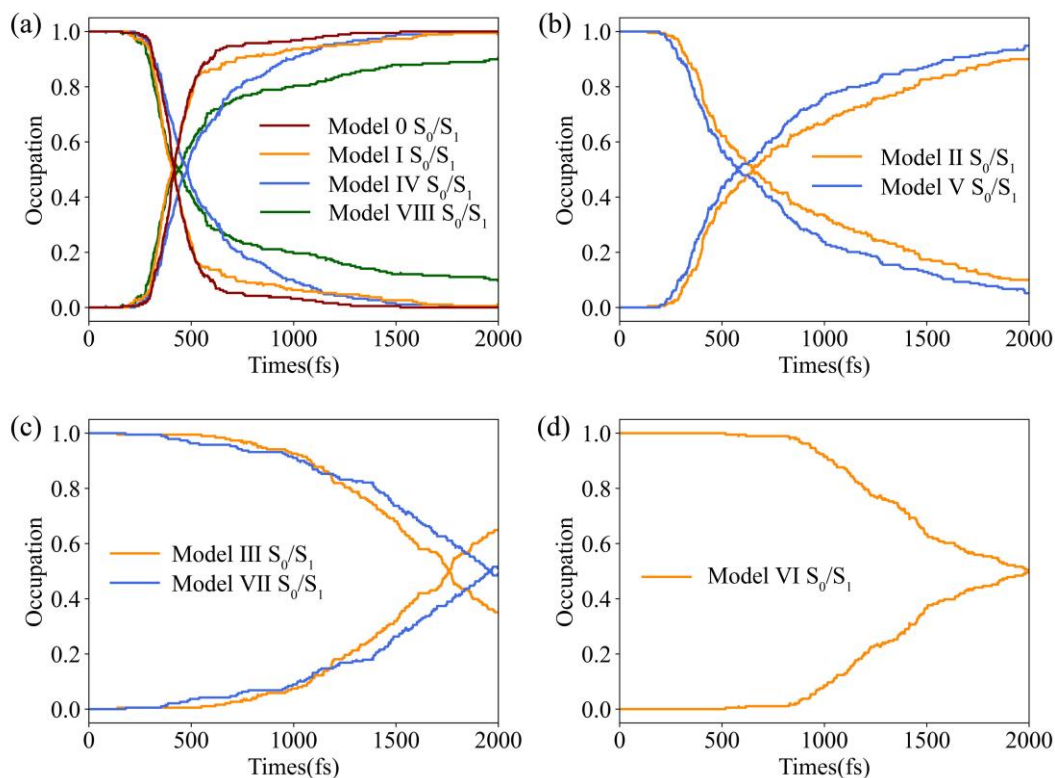 (a)
1.0
0.8
0.6
0.4
0.2
0.0
Occupation
Model 0 S₀/S₁
Model I S₀/S₁
Model IV S₀/S₁
Model VIII S₀/S₁
0 500 1000 1500 2000
Times(fs)
(b)
1.0
0.8
0.6
0.4
0.2
0.0
Occupation
Model II S₀/S₁
Model V S₀/S₁
0 500 1000 1500 2000
Times(fs)
(c)
1.0
0.8
0.6
0.4
0.2
0.0
Occupation
Model III S₀/S₁
Model VII S₀/S₁
0 500 1000 1500 2000
Times(fs)
(d)
1.0
0.8
0.6
0.4
0.2
0.0
Occupation
Model VI S₀/S₁
0 500 1000 1500 2000
Times(fs)